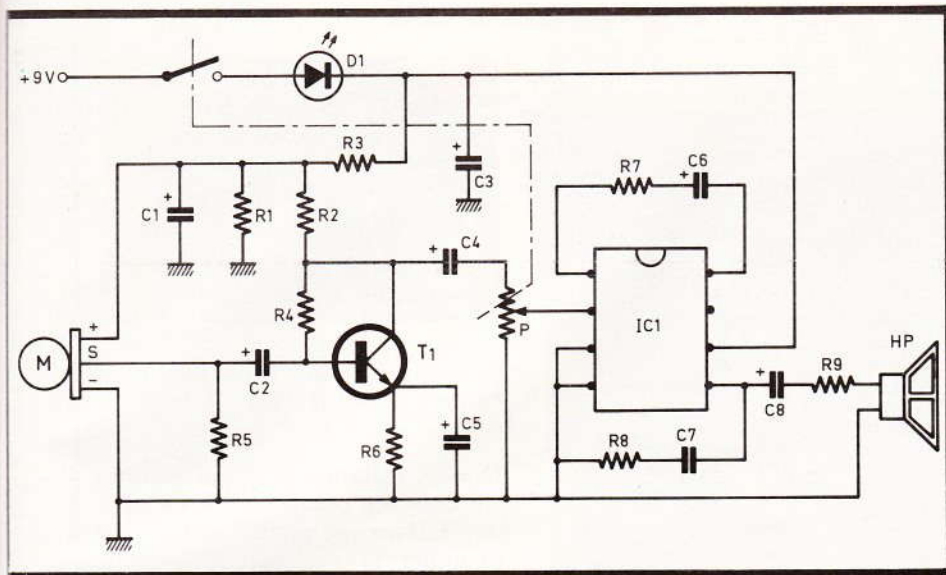 +9V
D1
R3
C1
+
R1
R2
+
C3
R7
+
C6
+
C4
R4
P
IC1
HP
M
+
S
−
+
C2
T1
R5
R6
+
C5
R8
C7
+
C8
R9